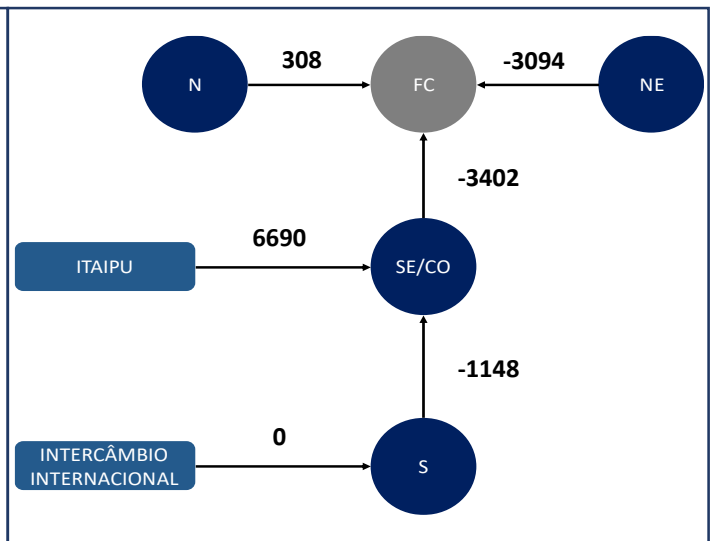 308
-3094
N
FC
NE
-3402
6690
ITAIPU
SE/CO
-1148
0
INTERCÂMBIO
INTERNACIONAL
S